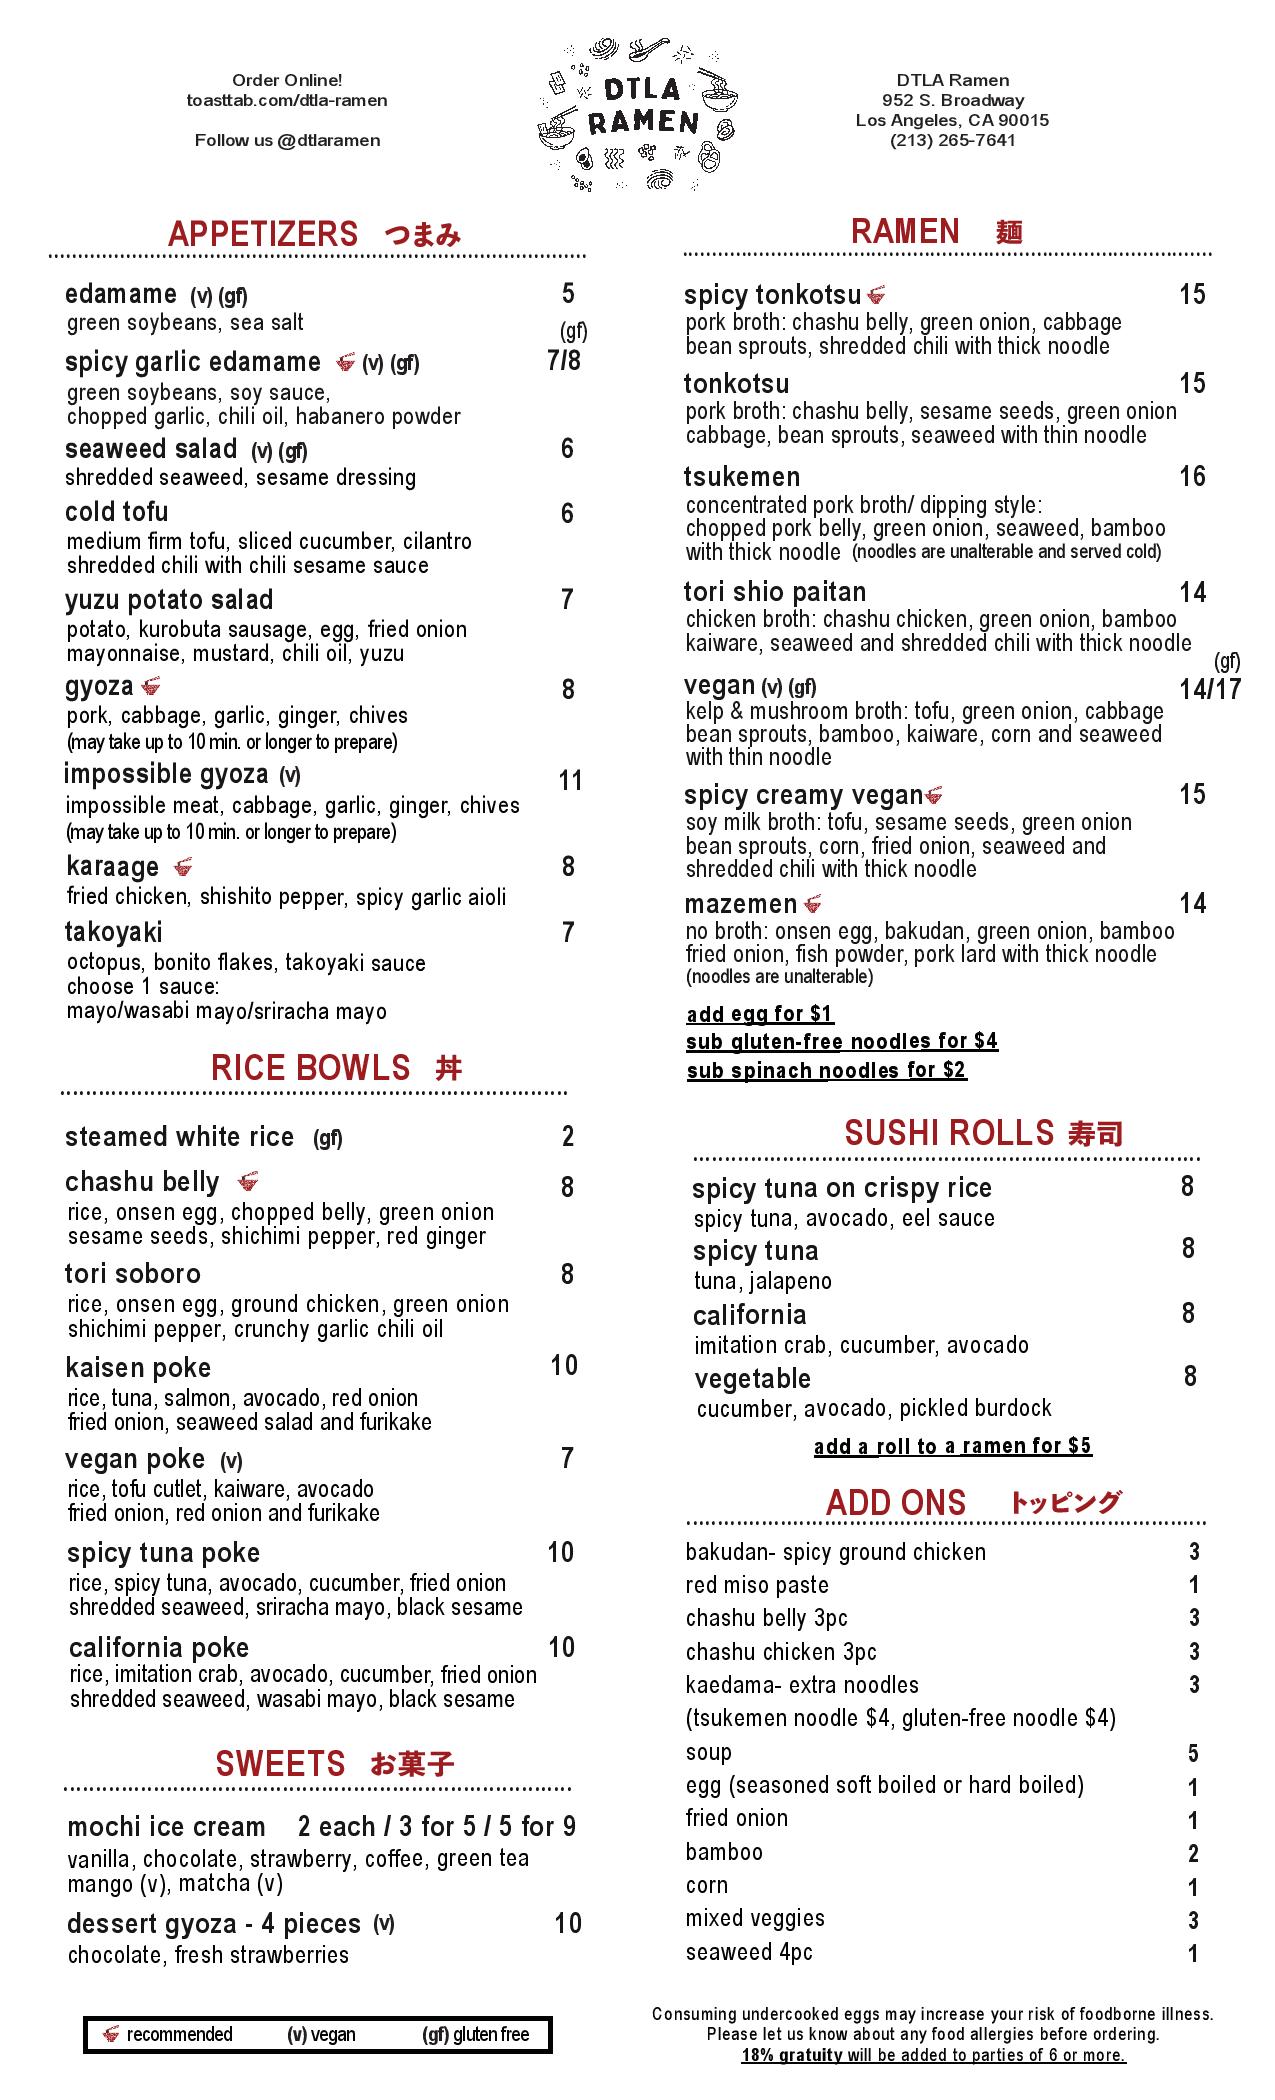 Order Online!
toasttab.com/dtla-ramen
Follow us @dtlaramen
DTLA
RAMEN
DTLA Ramen
952 S. Broadway
Los Angeles, CA 90015
(213) 265-7641
APPETIZERS つまみ
edamame (v) (gf) 5
green soybeans, sea salt
(gf)
spicy garlic edamame (v) (gf) 7/8
green soybeans, soy sauce,
chopped garlic, chili oil, habanero powder
seaweed salad (v) (gf) 6
shredded seaweed, sesame dressing
cold tofu 6
medium firm tofu, sliced cucumber, cilantro
shredded chili with chili sesame sauce
yuzu potato salad 7
potato, kurobuta sausage, egg, fried onion
mayonnaise, mustard, chili oil, yuzu
gyoza 8
pork, cabbage, garlic, ginger, chives
(may take up to 10 min. or longer to prepare)
impossible gyoza (v) 11
impossible meat, cabbage, garlic, ginger, chives
(may take up to 10 min. or longer to prepare)
karaage 8
fried chicken, shishito pepper, spicy garlic aioli
takoyaki 7
octopus, bonito flakes, takoyaki sauce
choose 1 sauce:
mayo/wasabi mayo/sriracha mayo
RICE BOWLS 丼
steamed white rice (gf) 2
chashu belly 8
rice, onsen egg, chopped belly, green onion
sesame seeds, shichimi pepper, red ginger
tori soboro 8
rice, onsen egg, ground chicken, green onion
shichimi pepper, crunchy garlic chili oil
kaisen poke 10
rice, tuna, salmon, avocado, red onion
fried onion, seaweed salad and furikake
vegan poke (v) 7
rice, tofu cutlet, kaiware, avocado
fried onion, red onion and furikake
spicy tuna poke 10
rice, spicy tuna, avocado, cucumber, fried onion
shredded seaweed, sriracha mayo, black sesame
california poke 10
rice, imitation crab, avocado, cucumber, fried onion
shredded seaweed, wasabi mayo, black sesame
SWEETS お菓子
mochi ice cream 2 each / 3 for 5 / 5 for 9
vanilla, chocolate, strawberry, coffee, green tea
mango (v), matcha (v)
dessert gyoza - 4 pieces (v) 10
chocolate, fresh strawberries
recommended (v) vegan (gf) gluten free
RAMEN 麺
spicy tonkotsu 15
pork broth: chashu belly, green onion, cabbage
bean sprouts, shredded chili with thick noodle
tonkotsu 15
pork broth: chashu belly, sesame seeds, green onion
cabbage, bean sprouts, seaweed with thin noodle
tsukemen 16
concentrated pork broth/ dipping style:
chopped pork belly, green onion, seaweed, bamboo
with thick noodle (noodles are unalterable and served cold)
tori shio paitan 14
chicken broth: chashu chicken, green onion, bamboo
kaiware, seaweed and shredded chili with thick noodle
(gf)
vegan (v) (gf) 14/17
kelp & mushroom broth: tofu, green onion, cabbage
bean sprouts, bamboo, kaiware, corn and seaweed
with thin noodle
spicy creamy vegan 15
soy milk broth: tofu, sesame seeds, green onion
bean sprouts, corn, fried onion, seaweed and
shredded chili with thick noodle
mazemen 14
no broth: onsen egg, bakudan, green onion, bamboo
fried onion, fish powder, pork lard with thick noodle
(noodles are unalterable)
add egg for $1
sub gluten-free noodles for $4
sub spinach noodles for $2
SUSHI ROLLS 寿司
spicy tuna on crispy rice 8
spicy tuna, avocado, eel sauce
spicy tuna 8
tuna, jalapeno
california 8
imitation crab, cucumber, avocado
vegetable 8
cucumber, avocado, pickled burdock
add a roll to a ramen for $5
ADD ONS トッピング
bakudan- spicy ground chicken 3
red miso paste 1
chashu belly 3pc 3
chashu chicken 3pc 3
kaedama- extra noodles 3
(tsukemen noodle $4, gluten-free noodle $4)
soup 5
egg (seasoned soft boiled or hard boiled) 1
fried onion 1
bamboo 2
corn 1
mixed veggies 3
seaweed 4pc 1
Consuming undercooked eggs may increase your risk of foodborne illness.
Please let us know about any food allergies before ordering.
18% gratuity will be added to parties of 6 or more.